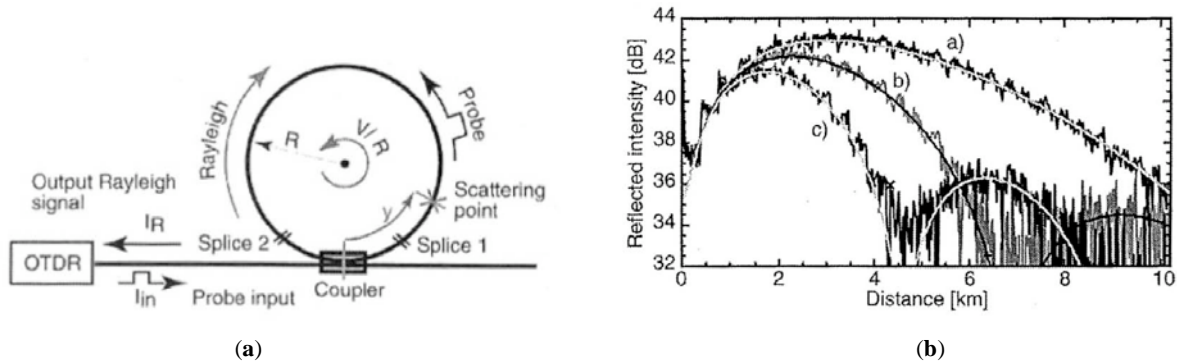 (a)
Rayleigh
V/R
R
Probe
Output Rayleigh
signal
y
Scattering
point
I_R
Splice 2
Splice 1
OTDR
I_in
Probe input
Coupler
(b)
Reflected intensity [dB]
44
42
40
38
36
34
32
a)
b)
c)
0
2
4
6
8
10
Distance [km]
(a)
(b)